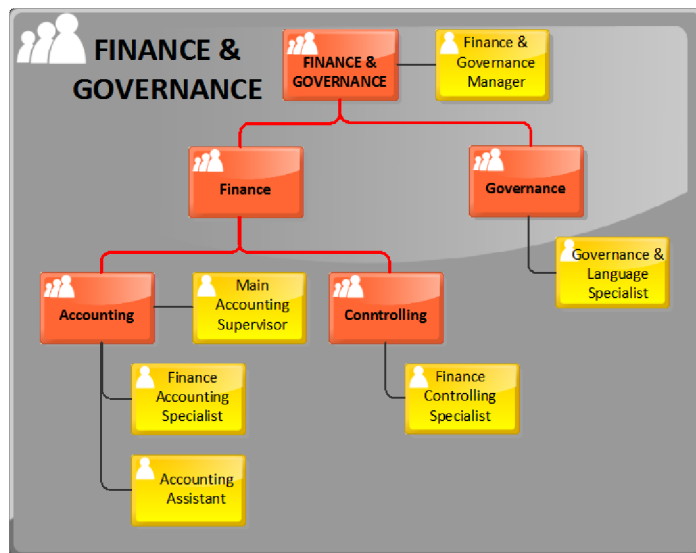 FINANCE &
GOVERNANCE
FINANCE &
GOVERNANCE
Finance &
Governance
Manager
Finance
Governance
Governance &
Language
Specialist
Accounting
Main
Accounting
Supervisor
Conntrolling
Finance
Accounting
Specialist
Finance
Controlling
Specialist
Accounting
Assistant